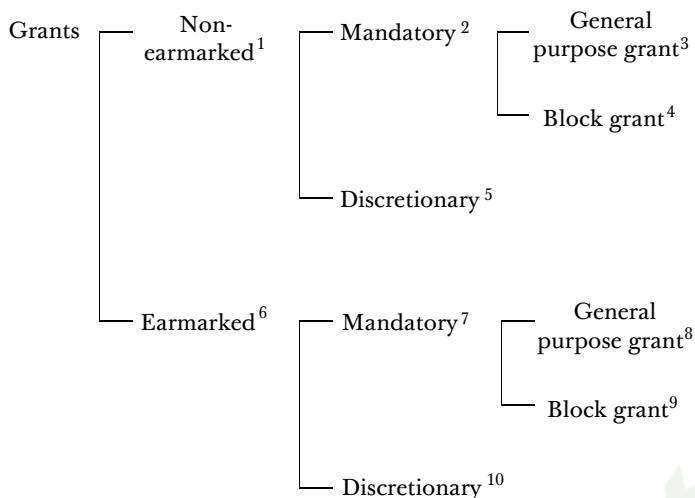 Grants
Non-
earmarked¹
Mandatory²
General
purpose grant³
Block grant⁴
Discretionary⁵
Earmarked⁶
Mandatory⁷
General
purpose grant⁸
Block grant⁹
Discretionary¹⁰